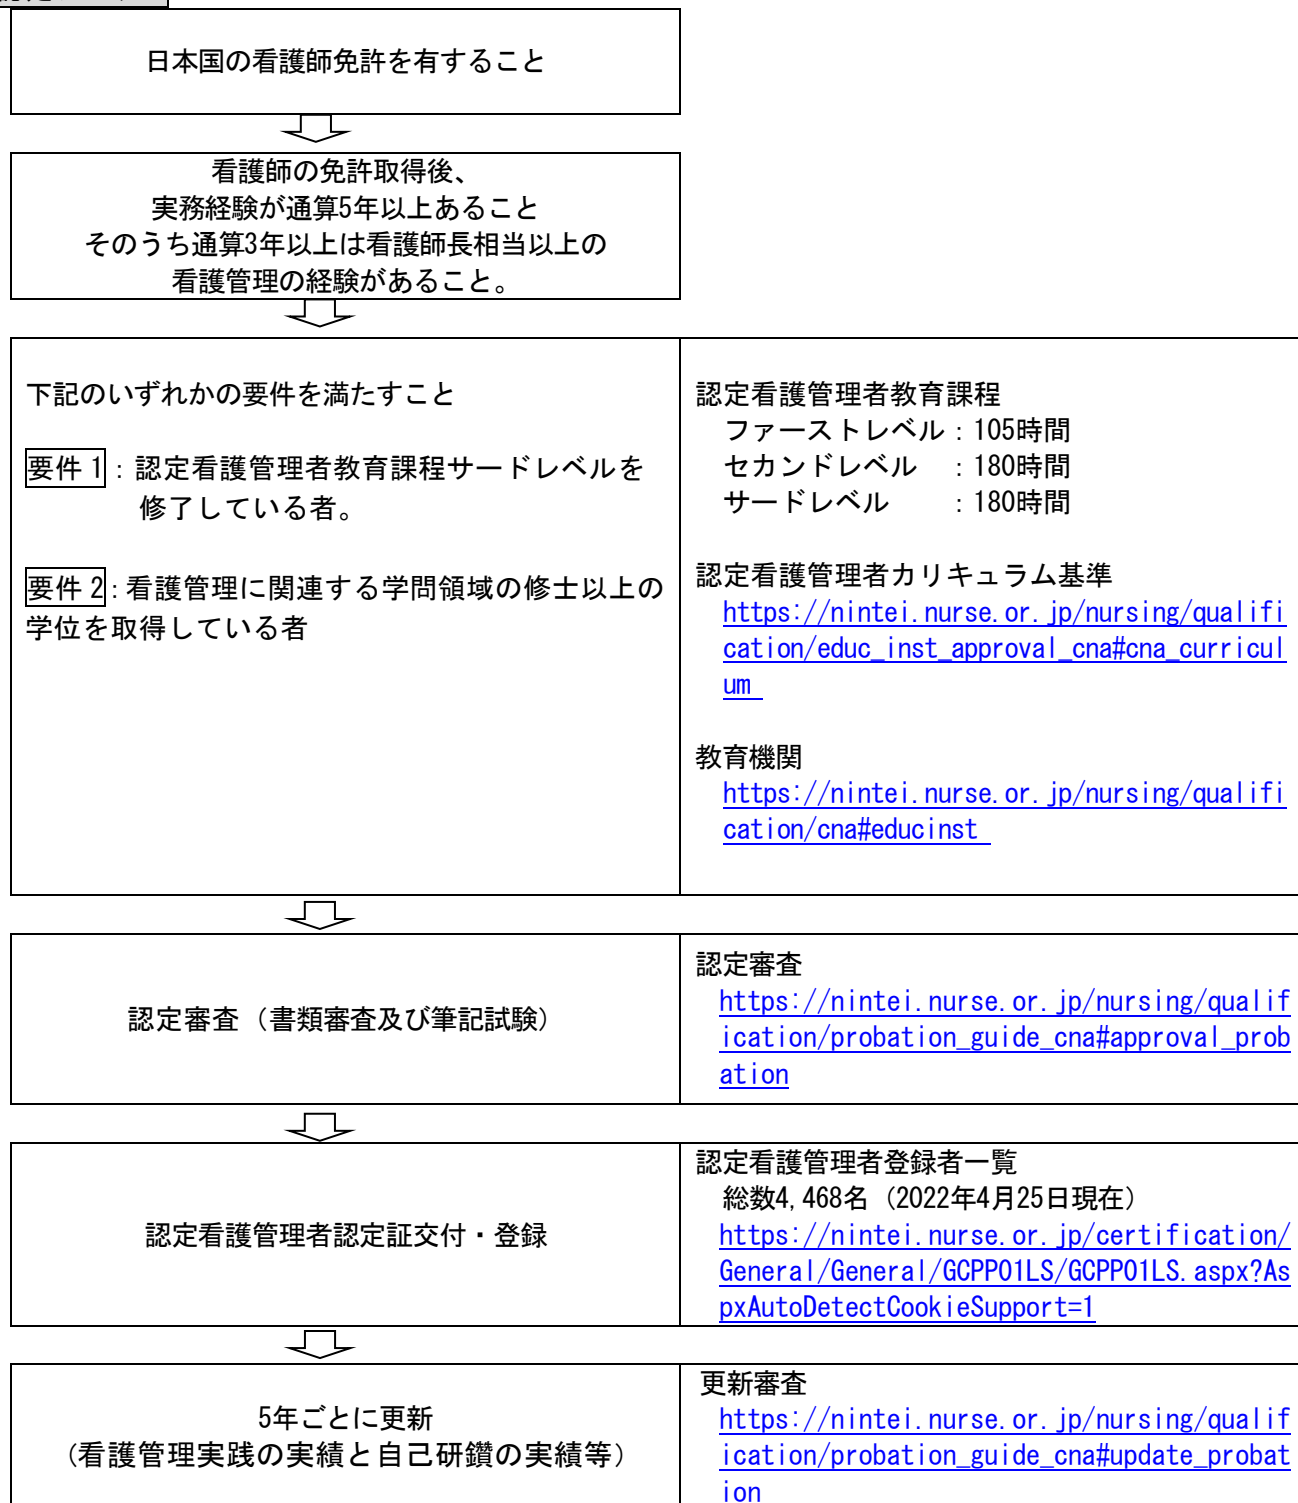 日本国の看護師免許を有すること
看護師の免許取得後、
実務経験が通算5年以上あること
そのうち通算3年以上は看護師長相当以上の
看護管理の経験があること。
下記のいずれかの要件を満たすこと
要件1：認定看護管理者教育課程サードレベルを
修了している者。
要件2：看護管理に関連する学問領域の修士以上の
学位を取得している者
認定看護管理者教育課程
ファーストレベル：105時間
セカンドレベル　：180時間
サードレベル　　：180時間
認定看護管理者カリキュラム基準
https://nintei.nurse.or.jp/nursing/qualifi
cation/educ_inst_approval_cna#cna_curricul
um
教育機関
https://nintei.nurse.or.jp/nursing/qualifi
cation/cna#educinst
認定審査（書類審査及び筆記試験）
認定審査
https://nintei.nurse.or.jp/nursing/qualif
ication/probation_guide_cna#approval_prob
ation
認定看護管理者認定証交付・登録
認定看護管理者登録者一覧
総数4,468名（2022年4月25日現在）
https://nintei.nurse.or.jp/certification/
General/General/GCPP01LS/GCPP01LS.aspx?As
pxAutoDetectCookieSupport=1
5年ごとに更新
（看護管理実践の実績と自己研鑽の実績等）
更新審査
https://nintei.nurse.or.jp/nursing/qualif
ication/probation_guide_cna#update_probat
ion